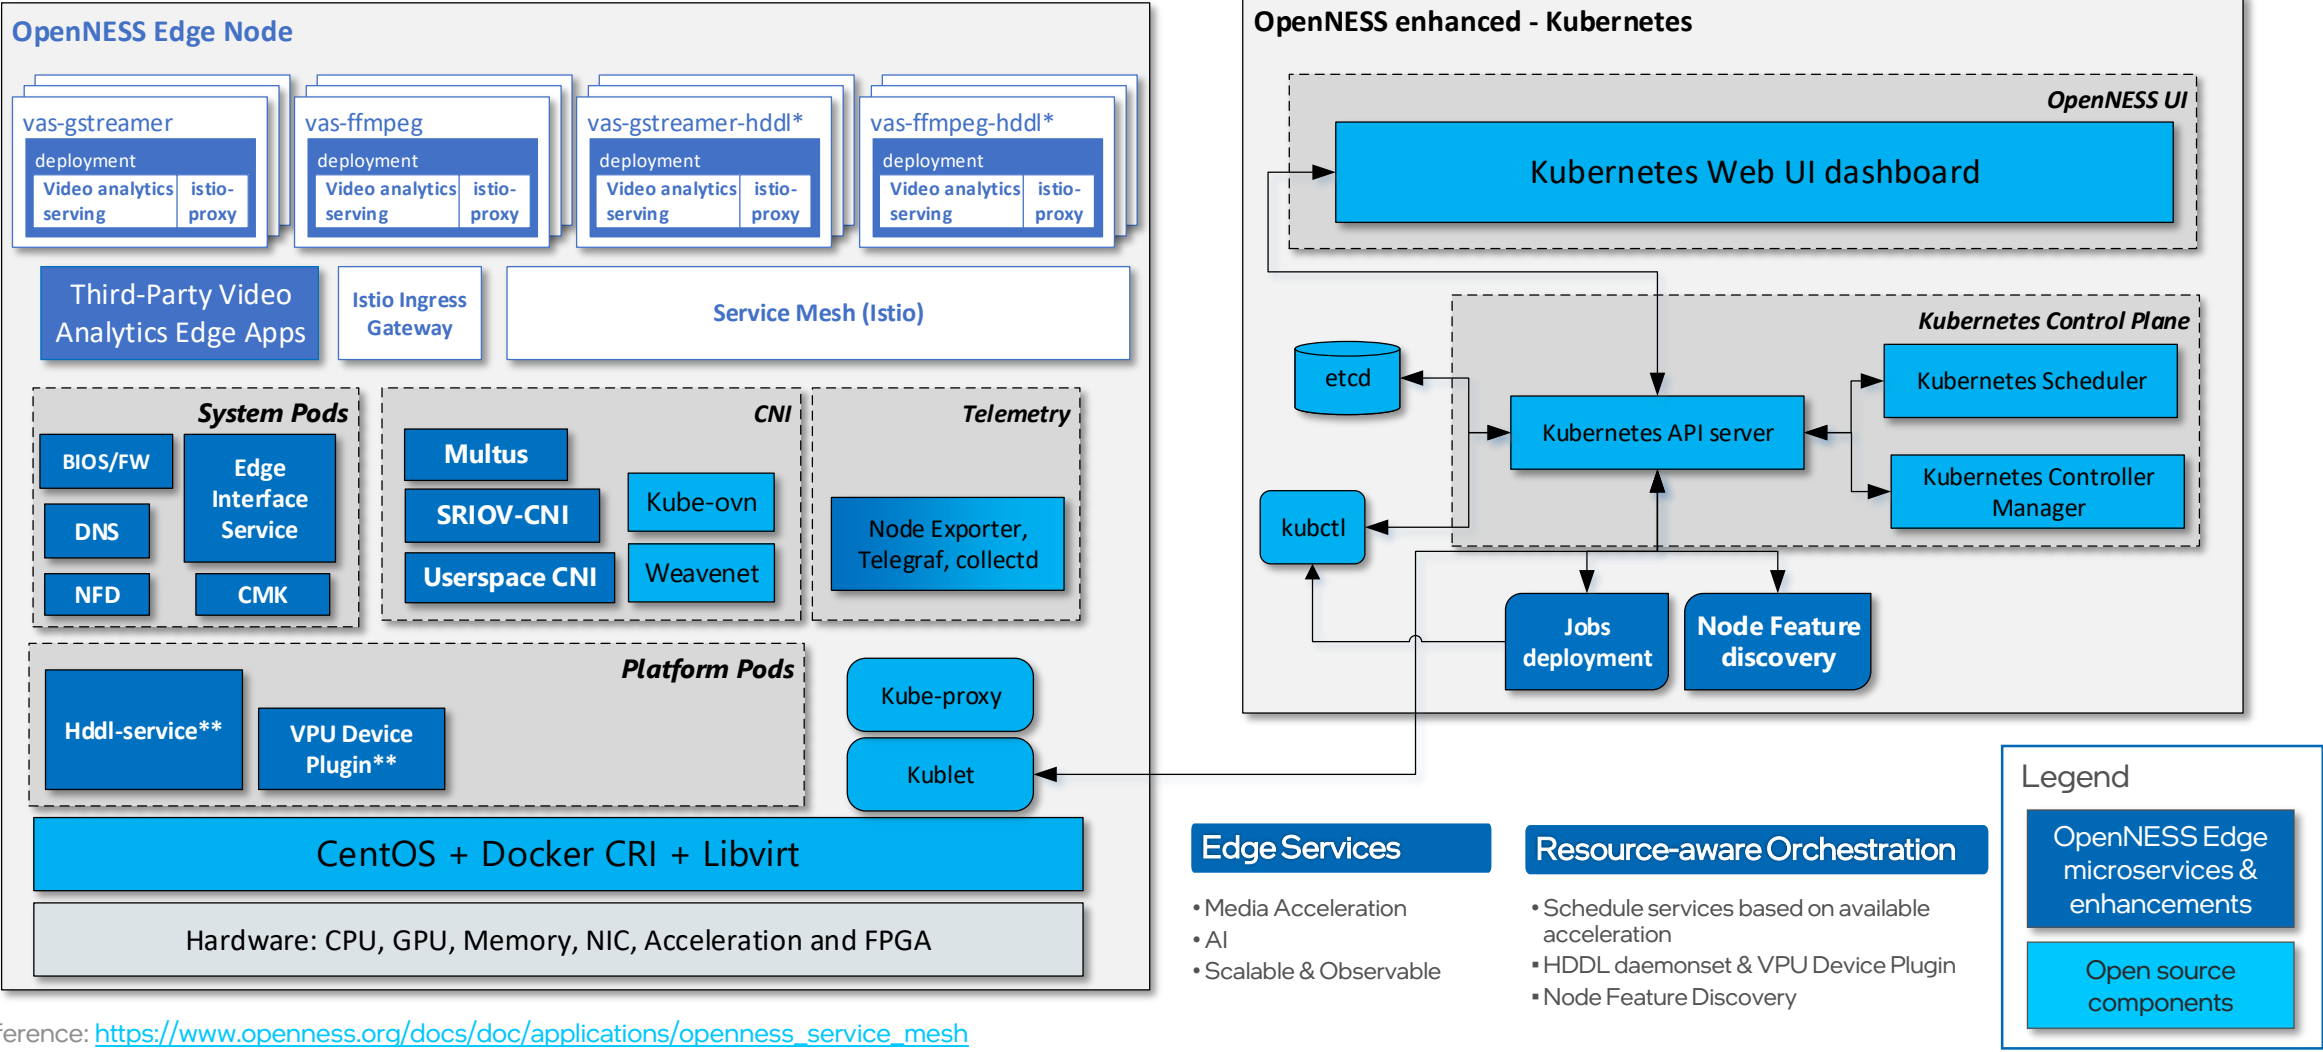 OpenNESS Edge Node
vas-gstreamer
deployment
Video analytics serving
istio-proxy
vas-ffmpeg
deployment
Video analytics serving
istio-proxy
vas-gstreamer-hddl*
deployment
Video analytics serving
istio-proxy
vas-ffmpeg-hddl*
deployment
Video analytics serving
istio-proxy
Third-Party Video
Analytics Edge Apps
Istio Ingress
Gateway
Service Mesh (Istio)
System Pods
BIOS/FW
Edge
Interface
Service
DNS
NFD
CMK
CNI
Multus
SRIOV-CNI
Userspace CNI
Kube-ovn
Weavenet
Telemetry
Node Exporter,
Telegraf, collectd
Platform Pods
Hddl-service**
VPU Device
Plugin**
Kube-proxy
Kublet
CentOS + Docker CRI + Libvirt
Hardware: CPU, GPU, Memory, NIC, Acceleration and FPGA
ference: https://www.openness.org/docs/doc/applications/openness_service_mesh
OpenNESS enhanced - Kubernetes
OpenNESS UI
Kubernetes Web UI dashboard
Kubernetes Control Plane
etcd
Kubernetes Scheduler
Kubernetes API server
Kubernetes Controller
Manager
kubctl
Jobs
deployment
Node Feature
discovery
Edge Services
• Media Acceleration
• AI
• Scalable & Observable
Resource-aware Orchestration
• Schedule services based on available
acceleration
▪ HDDL daemonset & VPU Device Plugin
▪ Node Feature Discovery
Legend
OpenNESS Edge
microservices &
enhancements
Open source
components